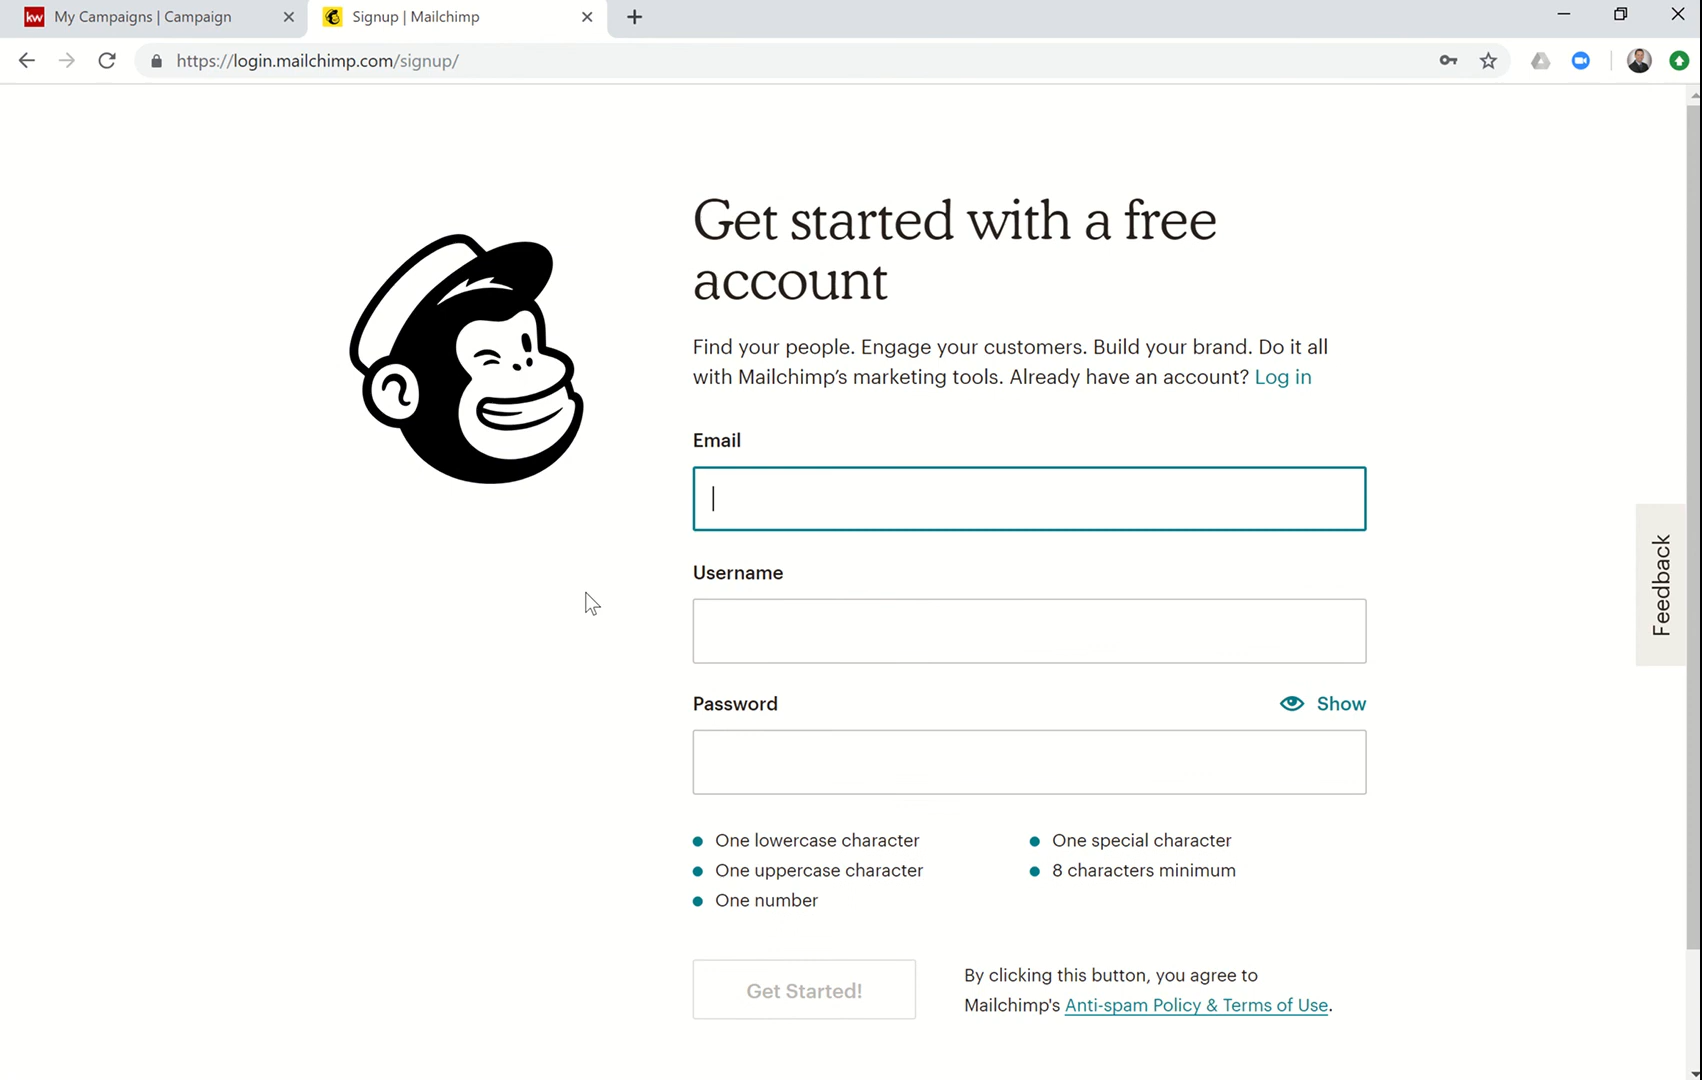 kw My Campaigns | Campaign
Signup | Mailchimp
https://login.mailchimp.com/signup/
Get started with a free
account
Find your people. Engage your customers. Build your brand. Do it all
with Mailchimp’s marketing tools. Already have an account? Log in
Email
Username
Password
Show
One lowercase character
One special character
One uppercase character
8 characters minimum
One number
Get Started!
By clicking this button, you agree to
Mailchimp's Anti-spam Policy & Terms of Use.
Feedback